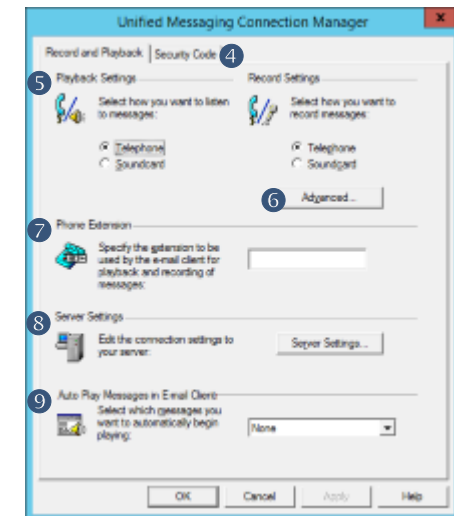 Unified Messaging Connection Manager
x
Record and Playback
Security Code
4
5
Playback Settings
Record Settings
Select how you want to listen
to messages:
Select how you want to
record messages:
Telephone
Soundcard
Telephone
Soundcard
6
Advanced...
7
Phone Extension
Specify the extension to be
used by the e-mail client for
playback and recording of
messages:
8
Server Settings
Edit the connection settings to
your server:
Server Settings...
9
Auto Play Messages in E-mail Client
Select which messages you
want to automatically begin
playing:
None
OK
Cancel
Apply
Help